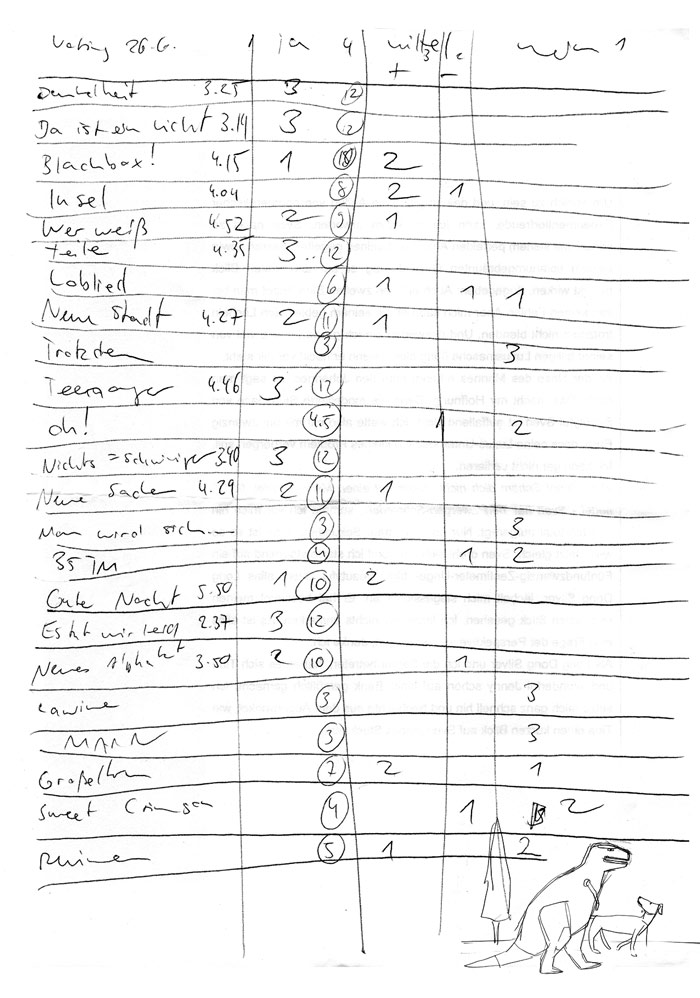 Voting 26.6. 1 ja 4 mittel 3 2 nein 1
+ -
Dunkelheit 3.25 3 12
Da ist ein Licht 3.14 3 12
Blackbox! 4.15 1 10 2
Insel 4.04 8 2 1
Wer weiß 4.52 2 9 1
Teile 4.35 3 .. 12
Loblied 6 1 1 1
Neue Stadt 4.27 2 11 1
Trotzdem 3 3
Teersänger 4.46 3 12
oh! 4.5 1 2
Nichts = schwieriger 3.40 3 12
Neue Sachen 4.29 2 11 1
Man wird sich... 3 3
35 TM 4 1 2
Gute Nacht 5.50 1 10 2
Es tut mir 2.37 3 12
Neues Alphabet 3.50 2 10 1
Lawine 3 3
MANN 3 3
7 2 1
Sweet Crimson 4 1 2
Ruinen 5 1 2